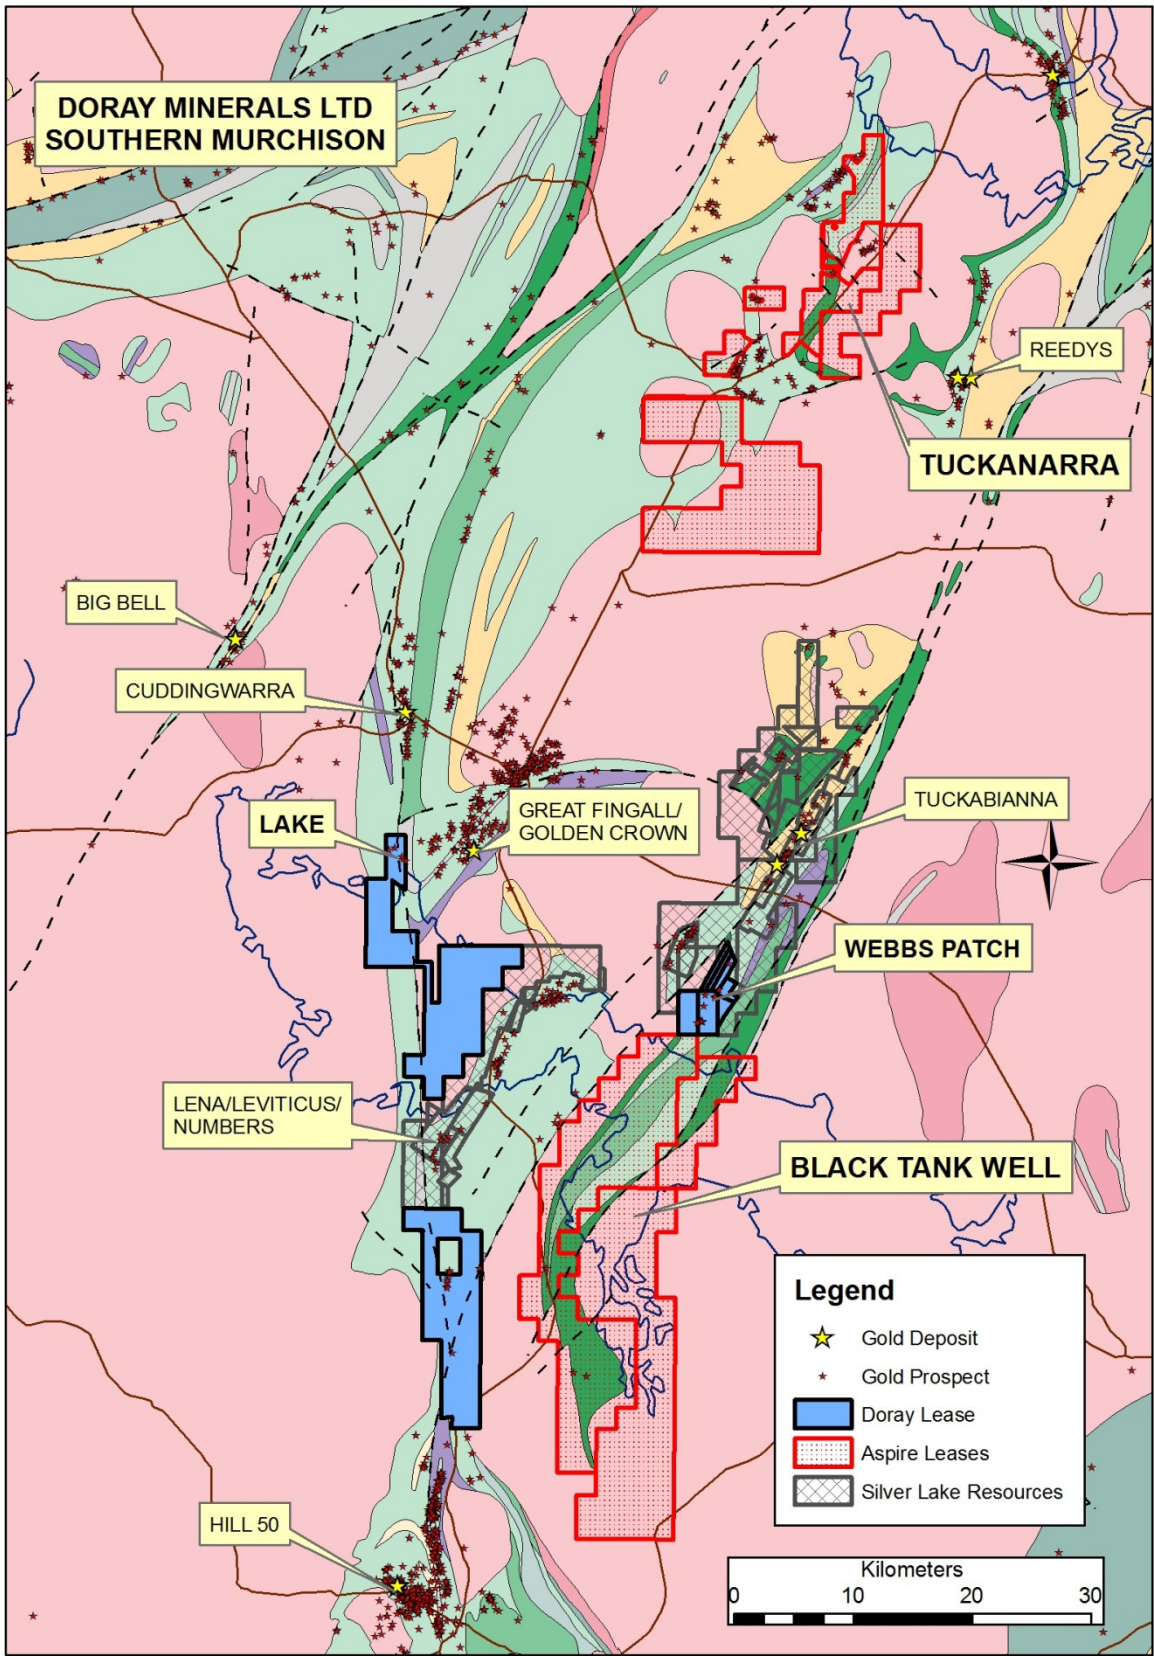 DORAY MINERALS LTD
SOUTHERN MURCHISON
REEDYS
TUCKANARRA
BIG BELL
CUDDINGWARRA
LAKE
GREAT FINGALL/
GOLDEN CROWN
TUCKABIANNA
WEBBS PATCH
LENA/LEVITICUS/
NUMBERS
BLACK TANK WELL
HILL 50
Legend
Gold Deposit
Gold Prospect
Doray Lease
Aspire Leases
Silver Lake Resources
Kilometers
0 10 20 30